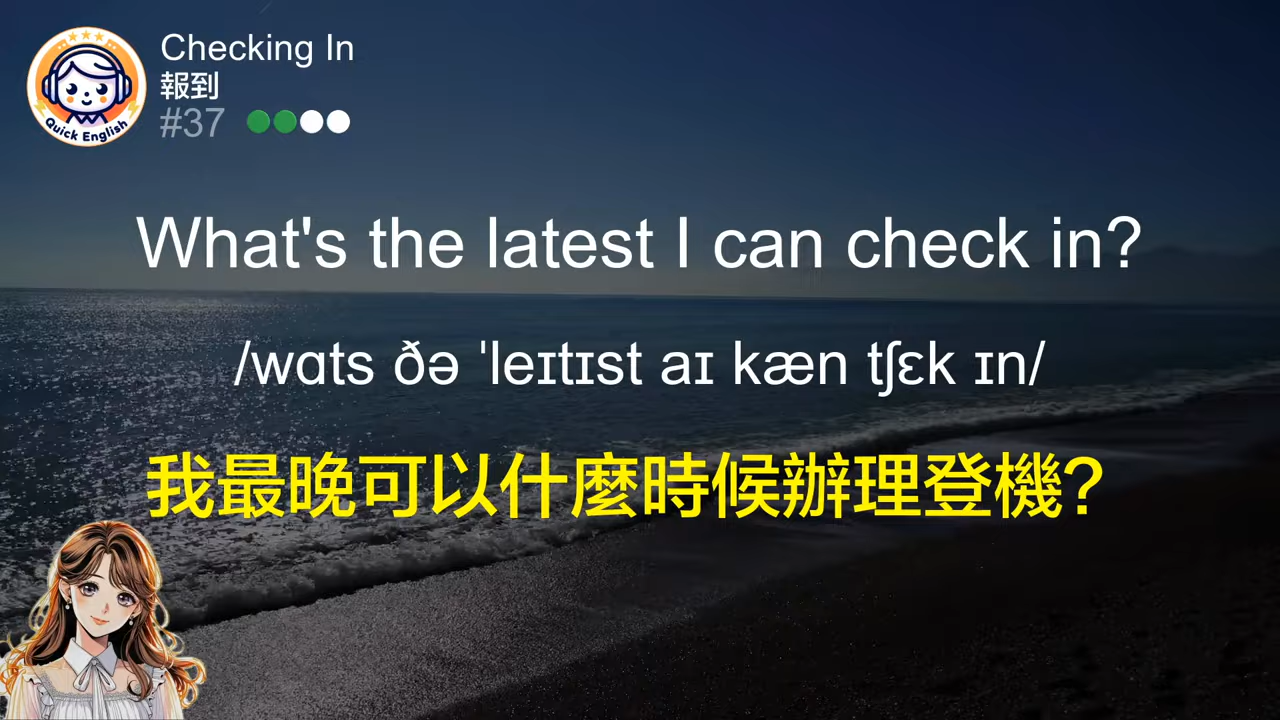 Checking In
報到
#37
Quick English
What's the latest I can check in?
/wɑts ðə ˈleɪtɪst aɪ kæn tʃɛk ɪn/
我最晚可以什麼時候辦理登機?